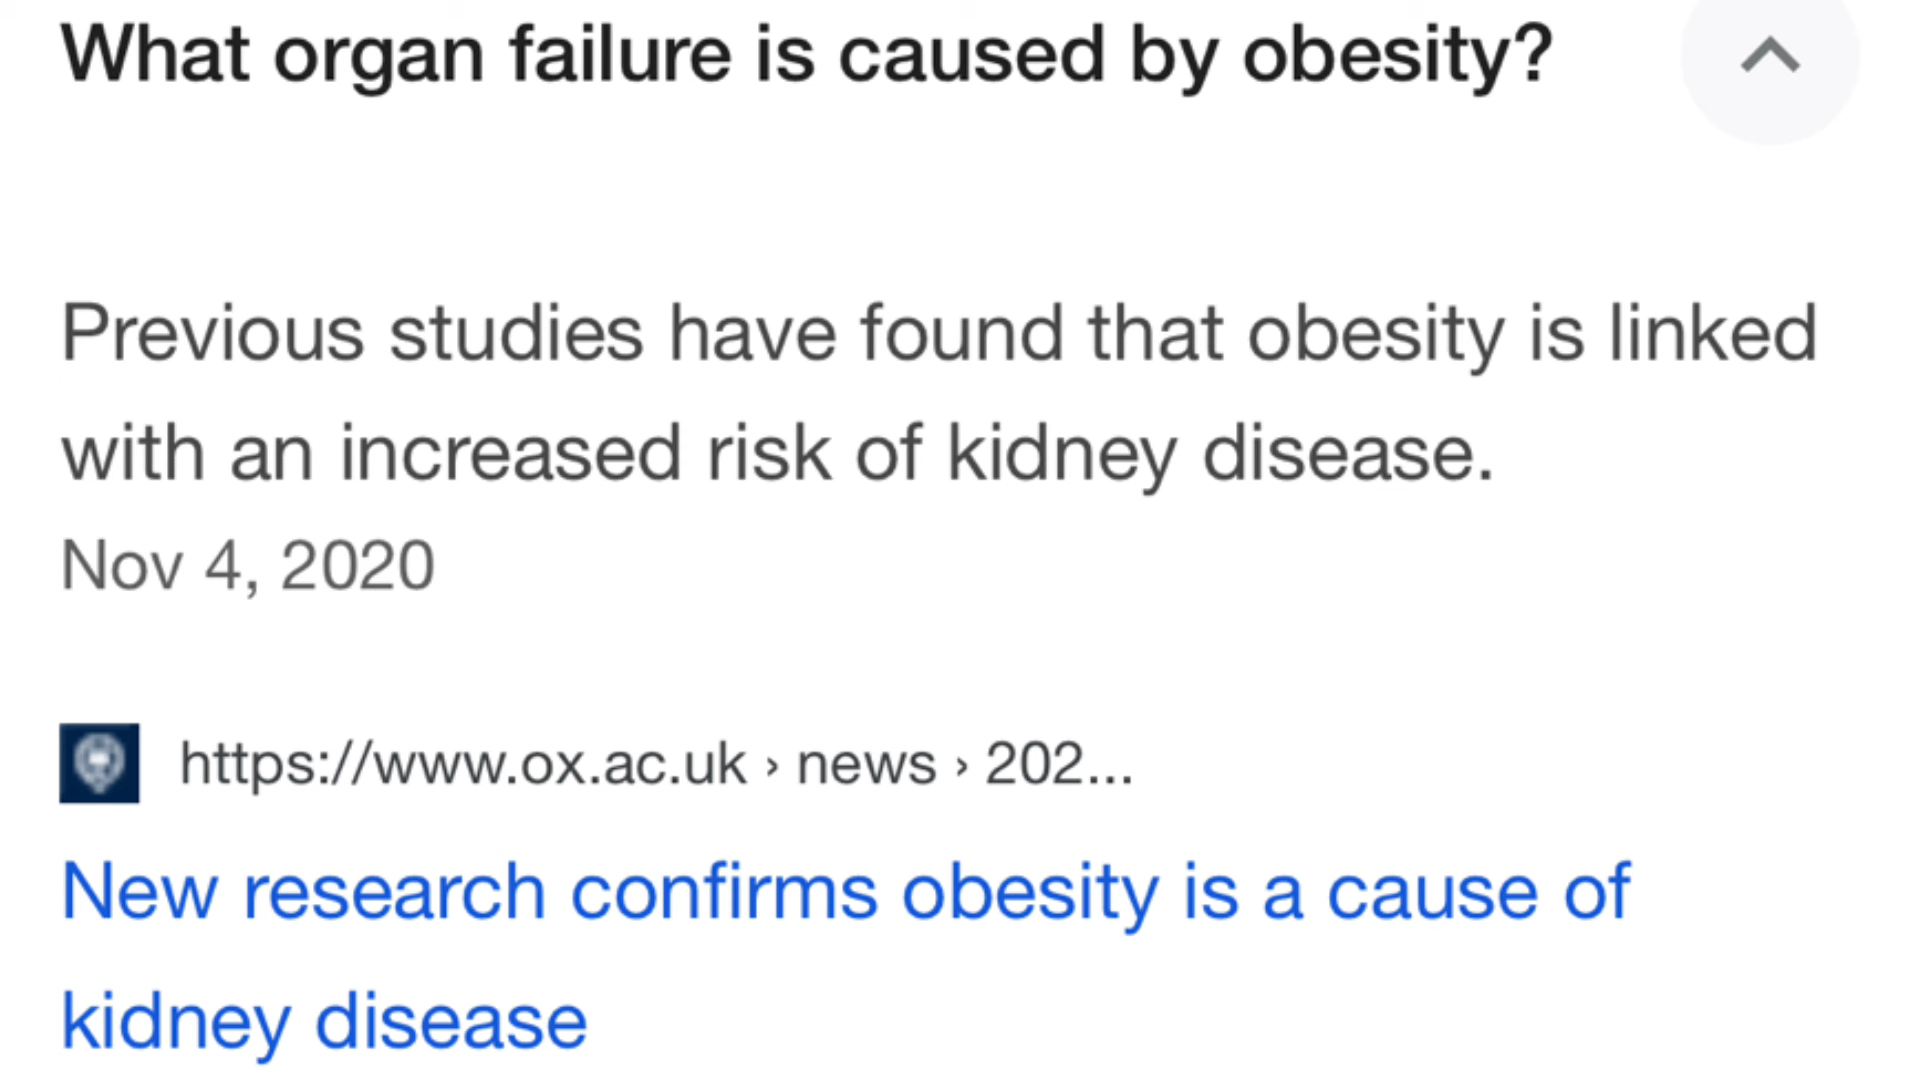 What organ failure is caused by obesity?
Previous studies have found that obesity is linked
with an increased risk of kidney disease.
Nov 4, 2020
https://www.ox.ac.uk › news › 202...
New research confirms obesity is a cause of
kidney disease